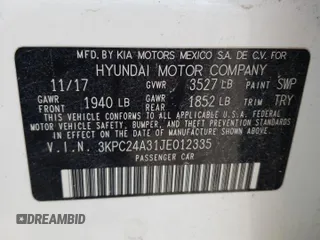 MFD. BY KIA MOTORS MEXICO S.A. DE C.V. FOR
HYUNDAI MOTOR COMPANY
11/17 GVWR 3527 LB PAINT SWP
GAWR FRONT 1940 LB GAWR REAR 1852 LB TRIM TRY
THIS VEHICLE CONFORMS TO ALL APPLICABLE
U.S.A. FEDERAL MOTOR VEHICLE SAFETY, BUMPER,
AND THEFT PREVENTION STANDARDS IN EFFECT ON
THE DATE OF MANUFACTURE SHOWN ABOVE.
V.I.N. 3KPC24A31JE012335
PASSENGER CAR
DREAMBID